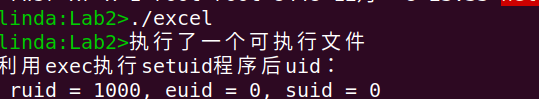 linda:Lab2>./excel
linda:Lab2>执行了一个可执行文件
利用exec执行setuid程序后uid：
ruid = 1000, euid = 0, suid = 0